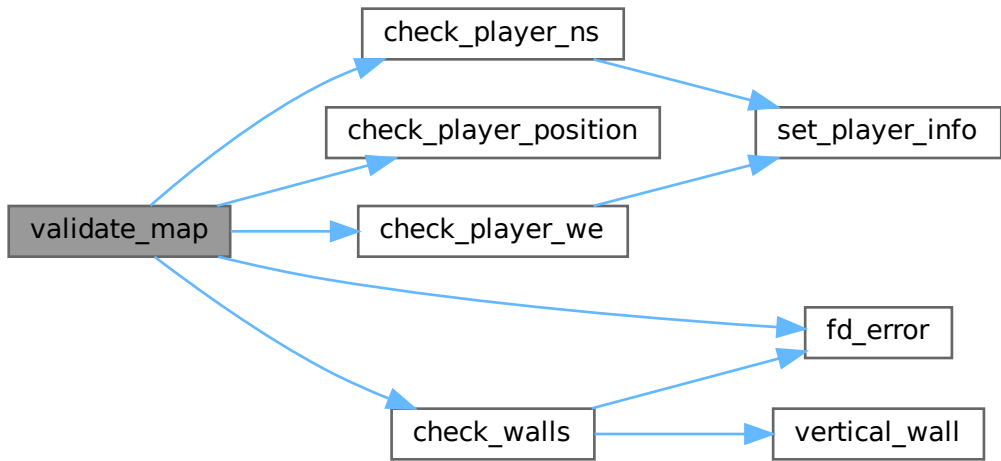 check_player_ns
check_player_position
set_player_info
validate_map
check_player_we
fd_error
check_walls
vertical_wall